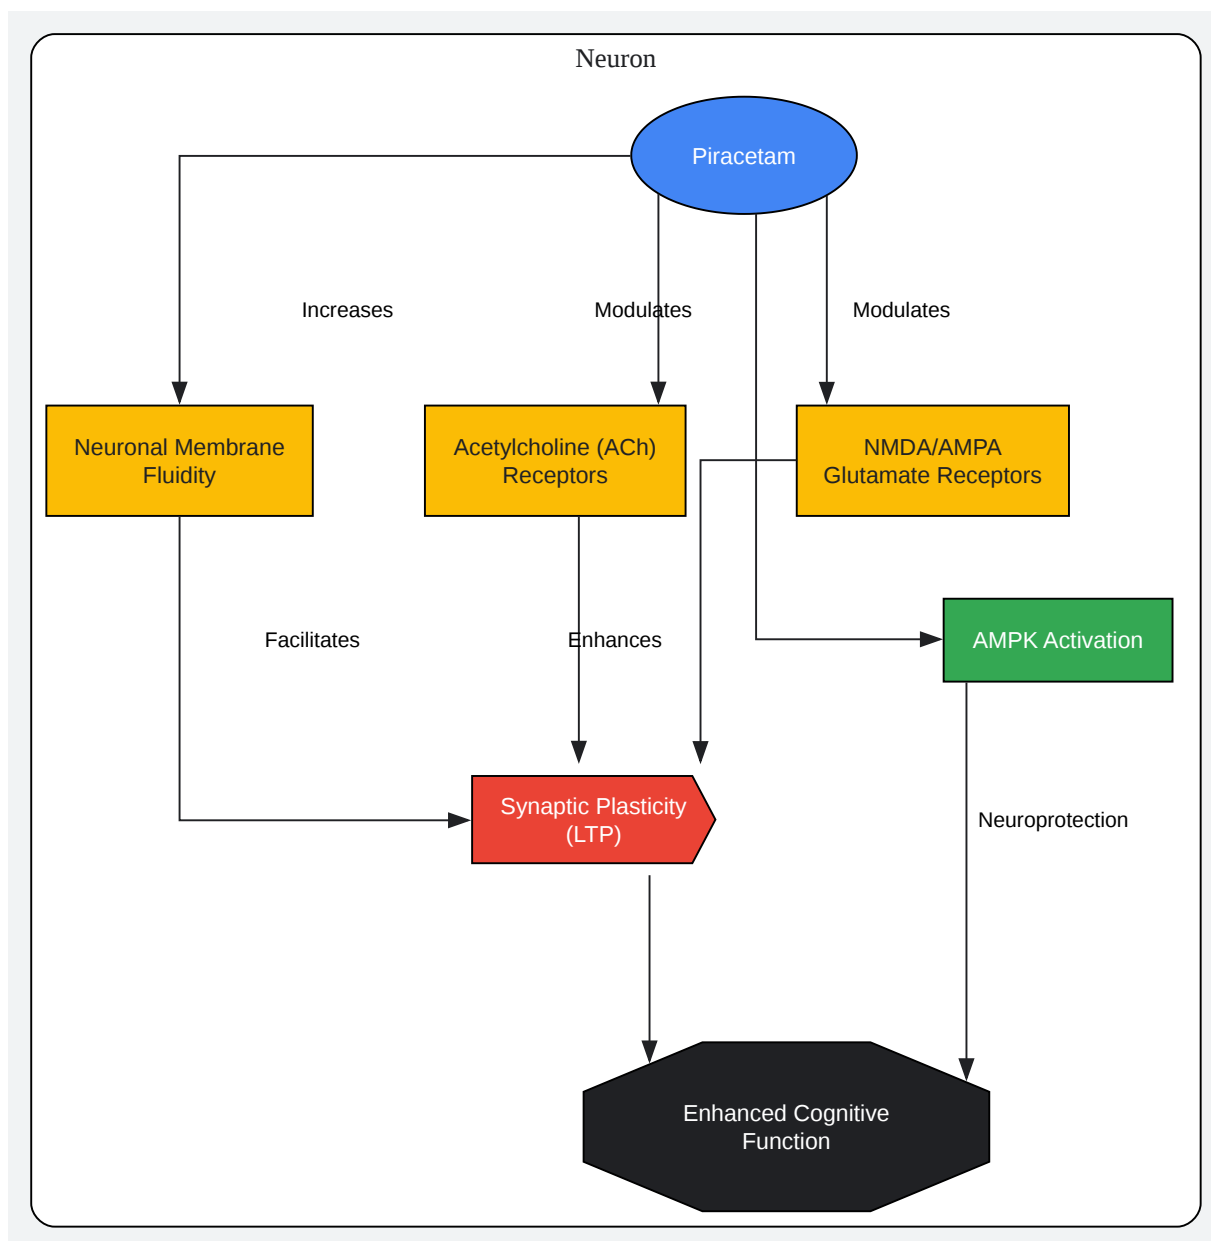 Neuron
Piracetam
Increases
Modulates
Modulates
Neuronal Membrane
Fluidity
Acetylcholine (ACh)
Receptors
NMDA/AMPA
Glutamate Receptors
Facilitates
Enhances
AMPK Activation
Synaptic Plasticity
(LTP)
Neuroprotection
Enhanced Cognitive
Function